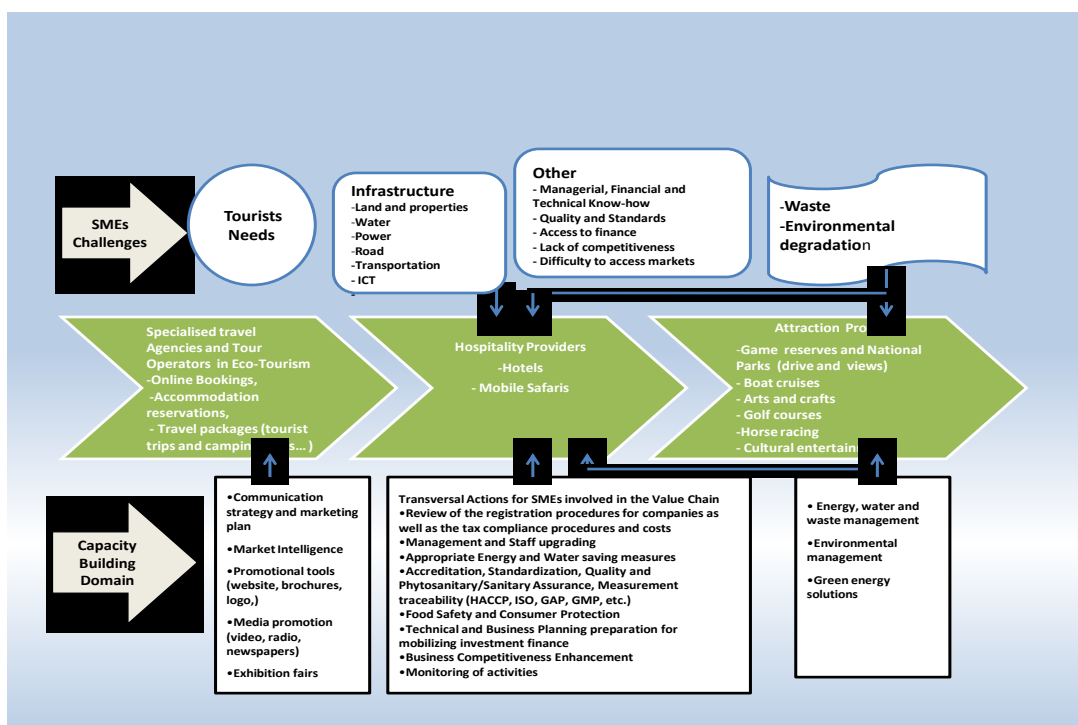 SMEs
Challenges
Tourists
Needs
Infrastructure
-Land and properties
-Water
-Power
-Road
-Transportation
- ICT
-
Other
- Managerial, Financial and
Technical Know-how
- Quality and Standards
- Access to finance
- Lack of competitiveness
- Difficulty to access markets
-Waste
-Environmental
degradation
Specialised travel
Agencies and Tour
Operators in Eco-Tourism
-Online Bookings,
-Accommodation
reservations,
- Travel packages (tourist
trips and
Hospitality Providers
-Hotels
- Mobile Safaris
Attraction
-Game reserves and National
Parks (drive and views)
- Boat cruises
- Arts and crafts
- Golf courses
-Horse racing
- Cultural
Capacity
Building
Domain
•Communication
strategy and marketing
plan
•Market Intelligence
•Promotional tools
(website, brochures,
logo,)
•Media promotion
(video, radio,
newspapers)
•Exhibition fairs
Transversal Actions for SMEs involved in the Value Chain
•Review of the registration procedures for companies as
well as the tax compliance procedures and costs
•Management and Staff upgrading
•Appropriate Energy and Water saving measures
•Accreditation, Standardization, Quality and
Phytosanitary/Sanitary Assurance, Measurement
traceability (HACCP, ISO, GAP, GMP, etc.)
•Food Safety and Consumer Protection
•Technical and Business Planning preparation for
mobilizing investment finance
•Business Competitiveness Enhancement
•Monitoring of activities
• Energy, water and
waste management
•Environmental
management
•Green energy
solutions